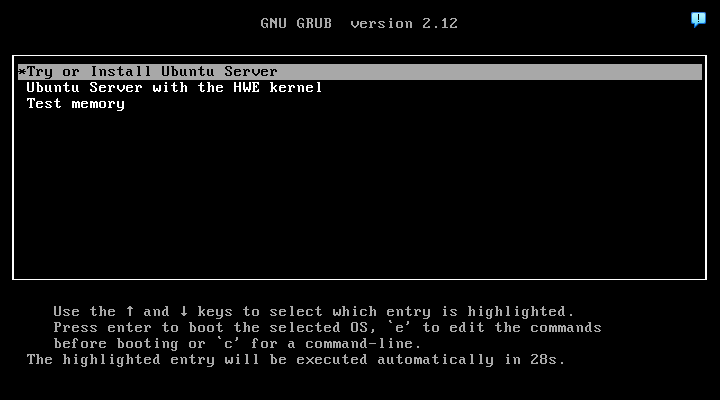 GNU GRUB  version 2.12
*Try or Install Ubuntu Server
Ubuntu Server with the HWE kernel
Test memory
Use the ↑ and ↓ keys to select which entry is highlighted.
Press enter to boot the selected OS, `e' to edit the commands
before booting or `c' for a command-line.
The highlighted entry will be executed automatically in 28s.